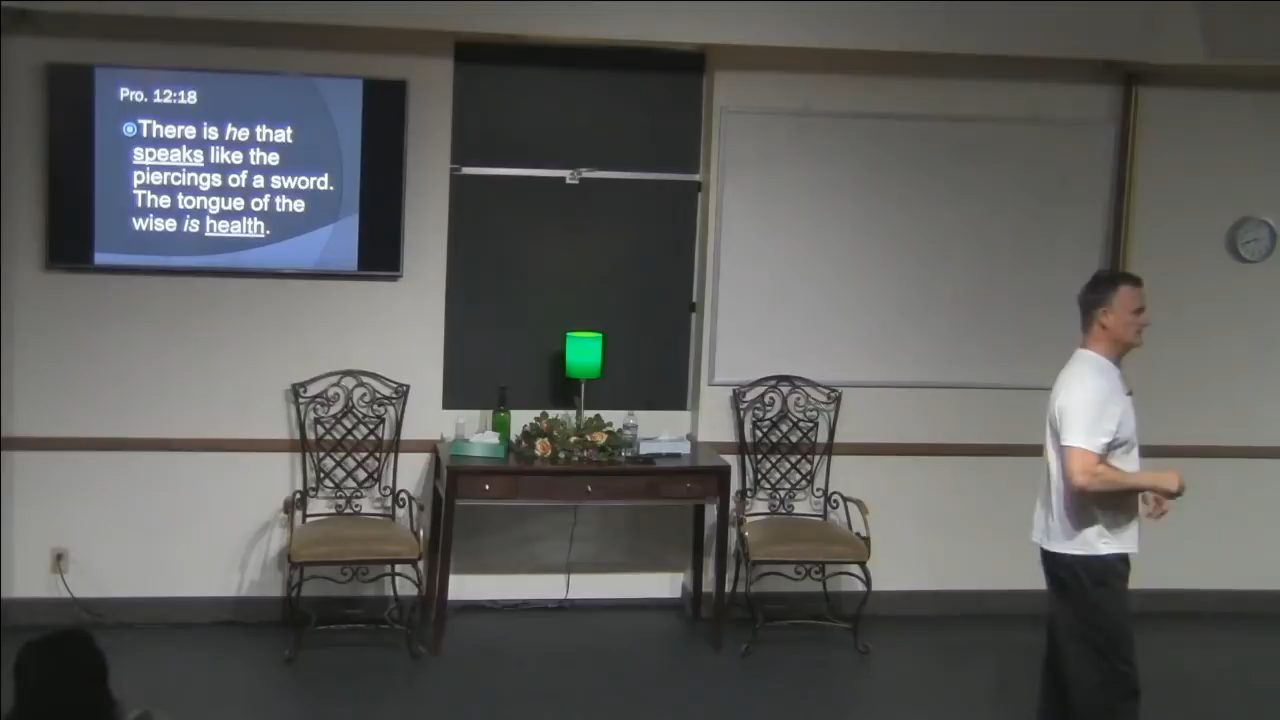 Pro. 12:18
There is he that
speaks like the
piercings of a sword.
The tongue of the
wise is health.